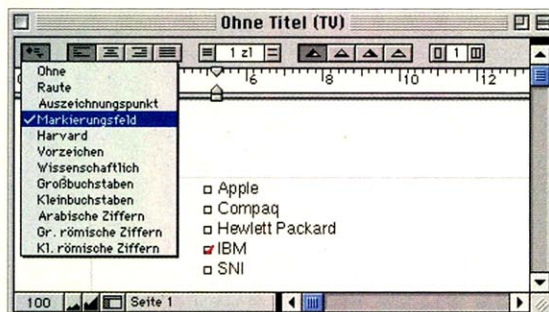 Ohne Titel (TV)
1 zl
1
6
8
10
12
Ohne
Raute
Auszeichnungspunkt
✓Markierungsfeld
Harvard
Vorzeichen
Wissenschaftlich
Großbuchstaben
Kleinbuchstaben
Arabische Ziffern
Gr. römische Ziffern
Kl. römische Ziffern
Apple
Compaq
Hewlett Packard
IBM
SNI
100 Seite 1